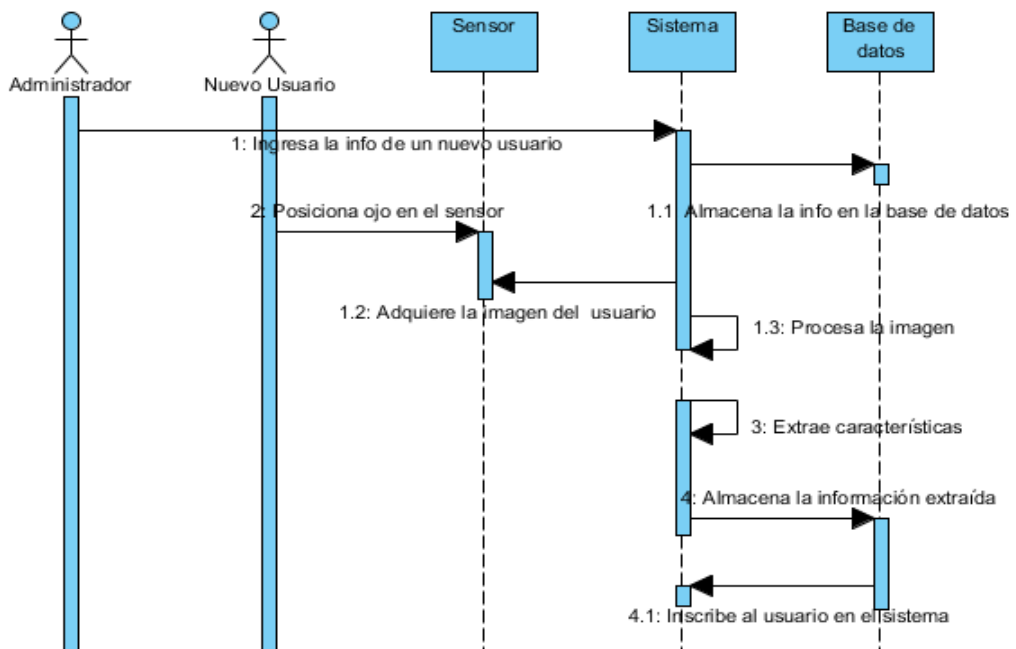 Sensor
Sistema
Base de
datos
Administrador
Nuevo Usuario
1: Ingresa la info de un nuevo usuario
2: Posiciona ojo en el sensor
1.1: Almacena la info en la base de datos
1.2: Adquiere la imagen del usuario
1.3: Procesa la imagen
3: Extrae características
4: Almacena la información extraída
4.1: Inscribe al usuario en el sistema